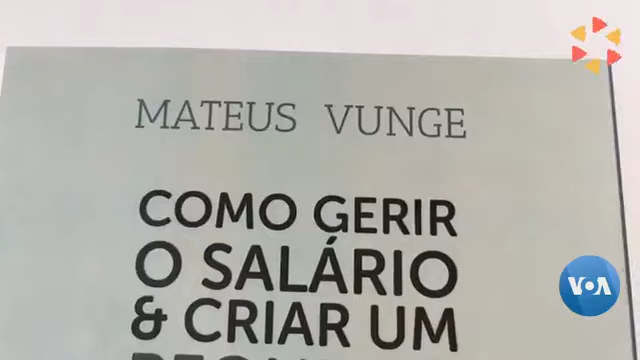 MATEUS VUNGE
COMO GERIR
O SALÁRIO
& CRIAR UM
VOA